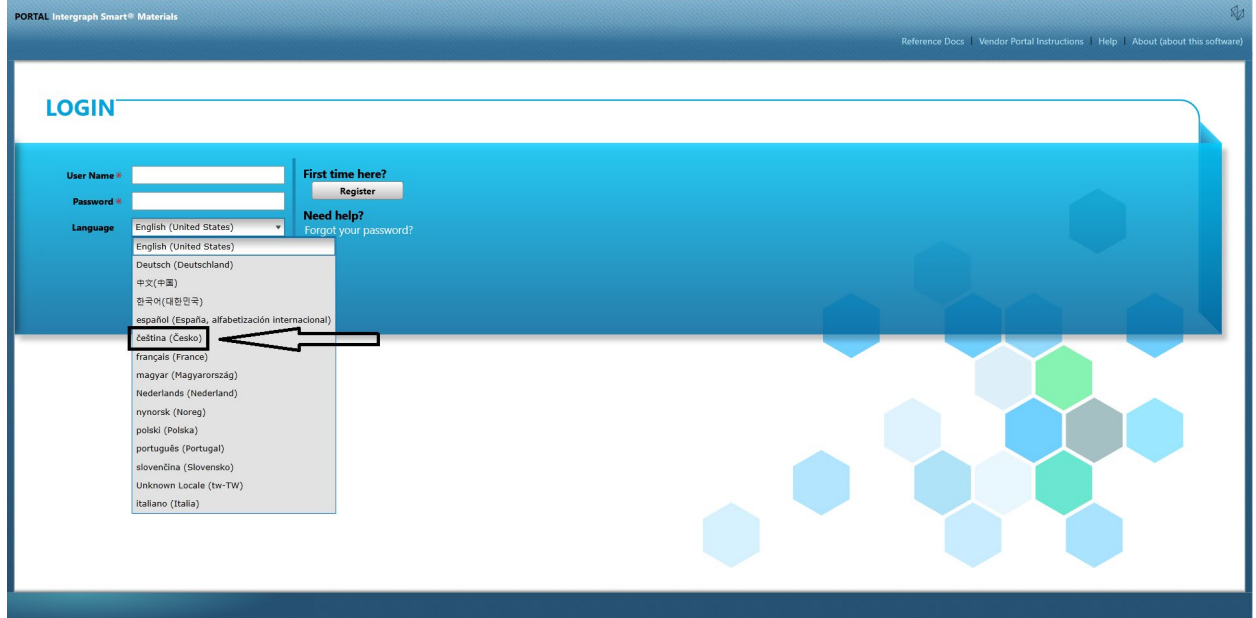 PORTAL Intergraph Smart® Materials
Reference Docs | Vendor Portal Instructions | Help | About (about this software)
LOGIN
User Name *
Password *
Language English (United States)
First time here?
Register
Need help?
Forgot your password?
English (United States)
Deutsch (Deutschland)
中文(中国)
한국어(대한민국)
español (España, alfabetización internacional)
čeština (Česko)
français (France)
magyar (Magyarország)
Nederlands (Nederland)
nynorsk (Noreg)
polski (Polska)
português (Portugal)
slovenčina (Slovensko)
Unknown Locale (tw-TW)
italiano (Italia)